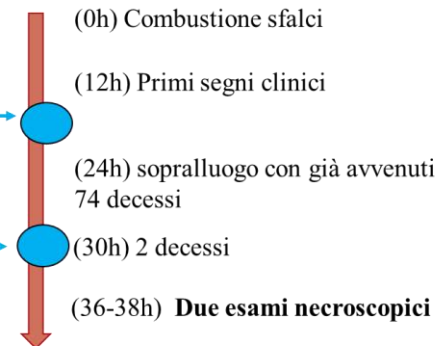 (0h) Combustione sfalci
(12h) Primi segni clinici
(24h) sopralluogo con già avvenuti
74 decessi
(30h) 2 decessi
(36-38h) Due esami necroscopici